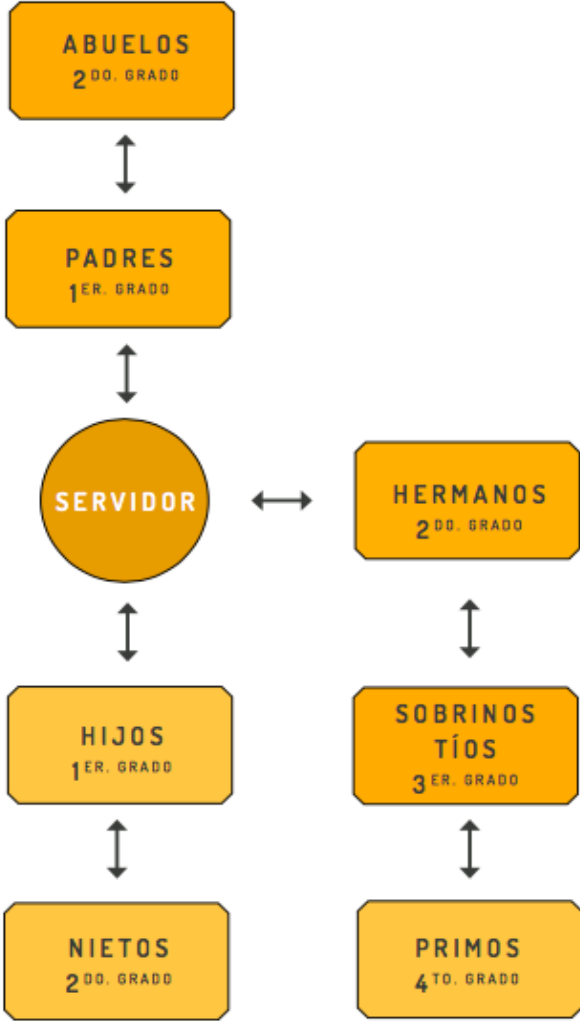 ABUELOS
2DO. GRADO
PADRES
1ER. GRADO
SERVIDOR
HERMANOS
2DO. GRADO
HIJOS
1ER. GRADO
SOBRINOS
TÍOS
3ER. GRADO
NIETOS
2DO. GRADO
PRIMOS
4TO. GRADO